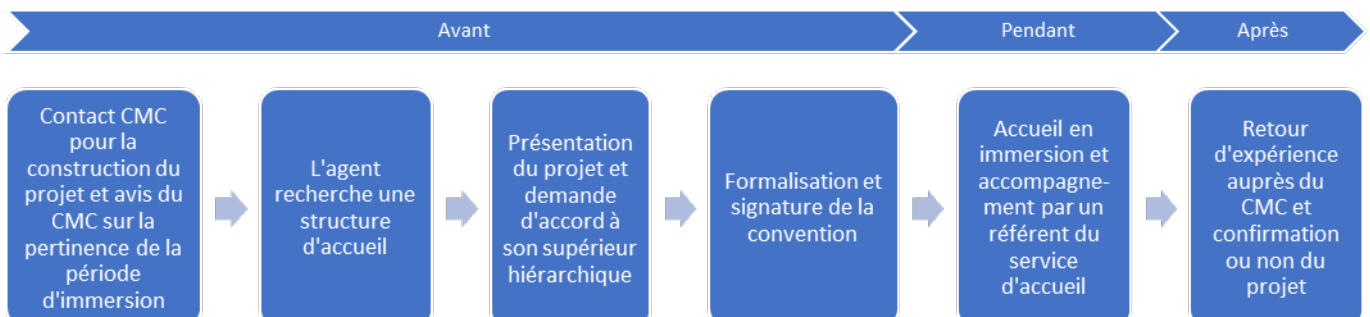 Avant
Pendant
Après
Contact CMC
pour la
construction du
projet et avis du
CMC sur la
pertinence de la
période
d'immersion
L'agent
recherche une
structure
d'accueil
Présentation
du projet et
demande
d'accord à
son supérieur
hiérarchique
Formalisation et
signature de la
convention
Accueil en
immersion et
accompagne-
ment par un
référent du
service
d'accueil
Retour
d'expérience
auprès du
CMC et
confirmation
ou non du
projet